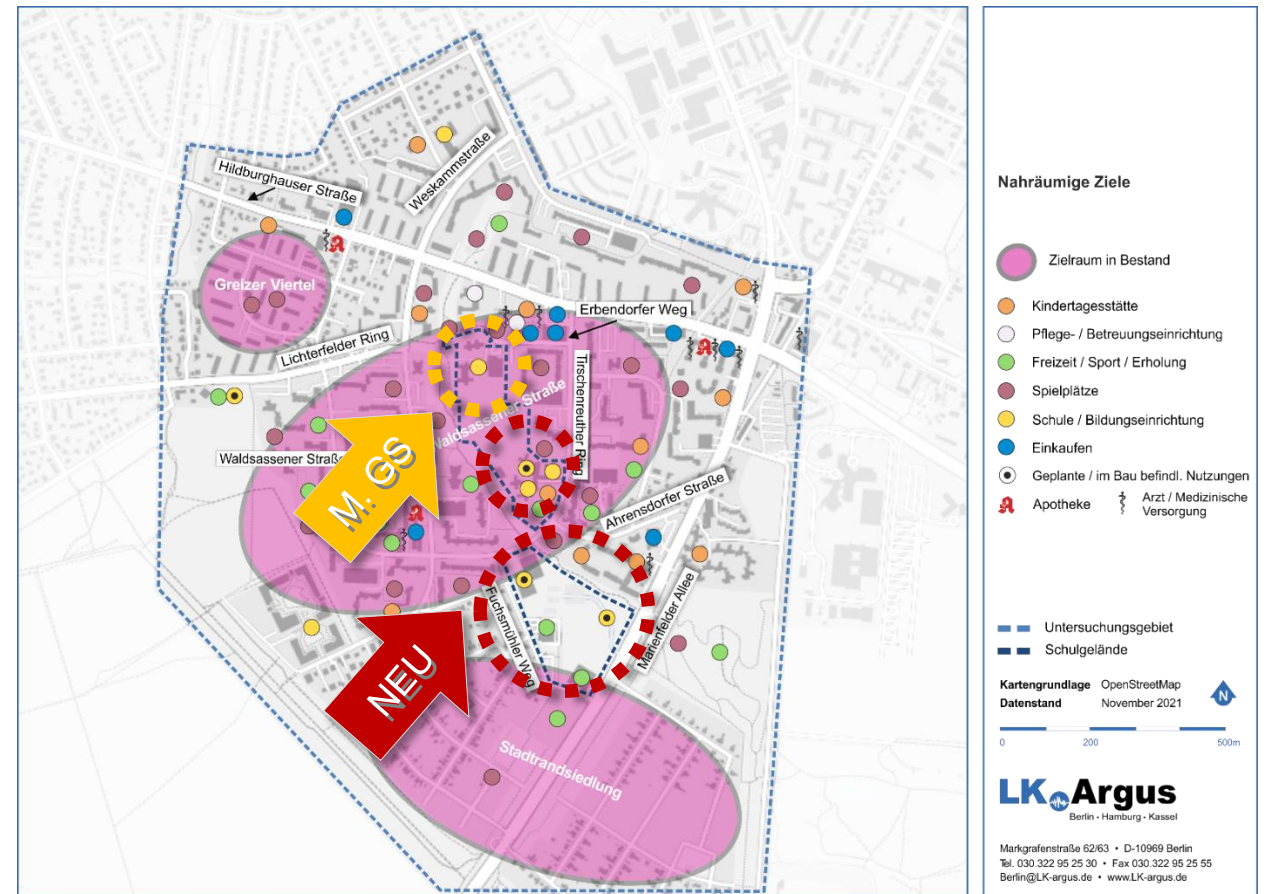 Weskammstraße
Hildburghauser Straße
Greizer Viertel
Erbendorfer Weg
Lichterfelder Ring
Tirschenreuther Ring
Waldsassener Straße
Waldsassener Straße
M. GS
Ahrensdorfer Straße
Fuchsmühler Weg
Marienfelder Allee
NEU
Stadtrandsiedlung
Nahräumige Ziele
Zielraum in Bestand
Kindertagesstätte
Pflege- / Betreuungseinrichtung
Freizeit / Sport / Erholung
Spielplätze
Schule / Bildungseinrichtung
Einkaufen
Geplante / im Bau befindl. Nutzungen
Apotheke
Arzt / Medizinische
Versorgung
Untersuchungsgebiet
Schulgelände
Kartengrundlage OpenStreetMap
Datenstand November 2021
N
0 200 500m
LK Argus
Berlin • Hamburg • Kassel
Markgrafenstraße 62/63 • D-10969 Berlin
Tel. 030.322 95 25 30 • Fax 030.322 95 25 55
Berlin@LK-argus.de • www.LK-argus.de